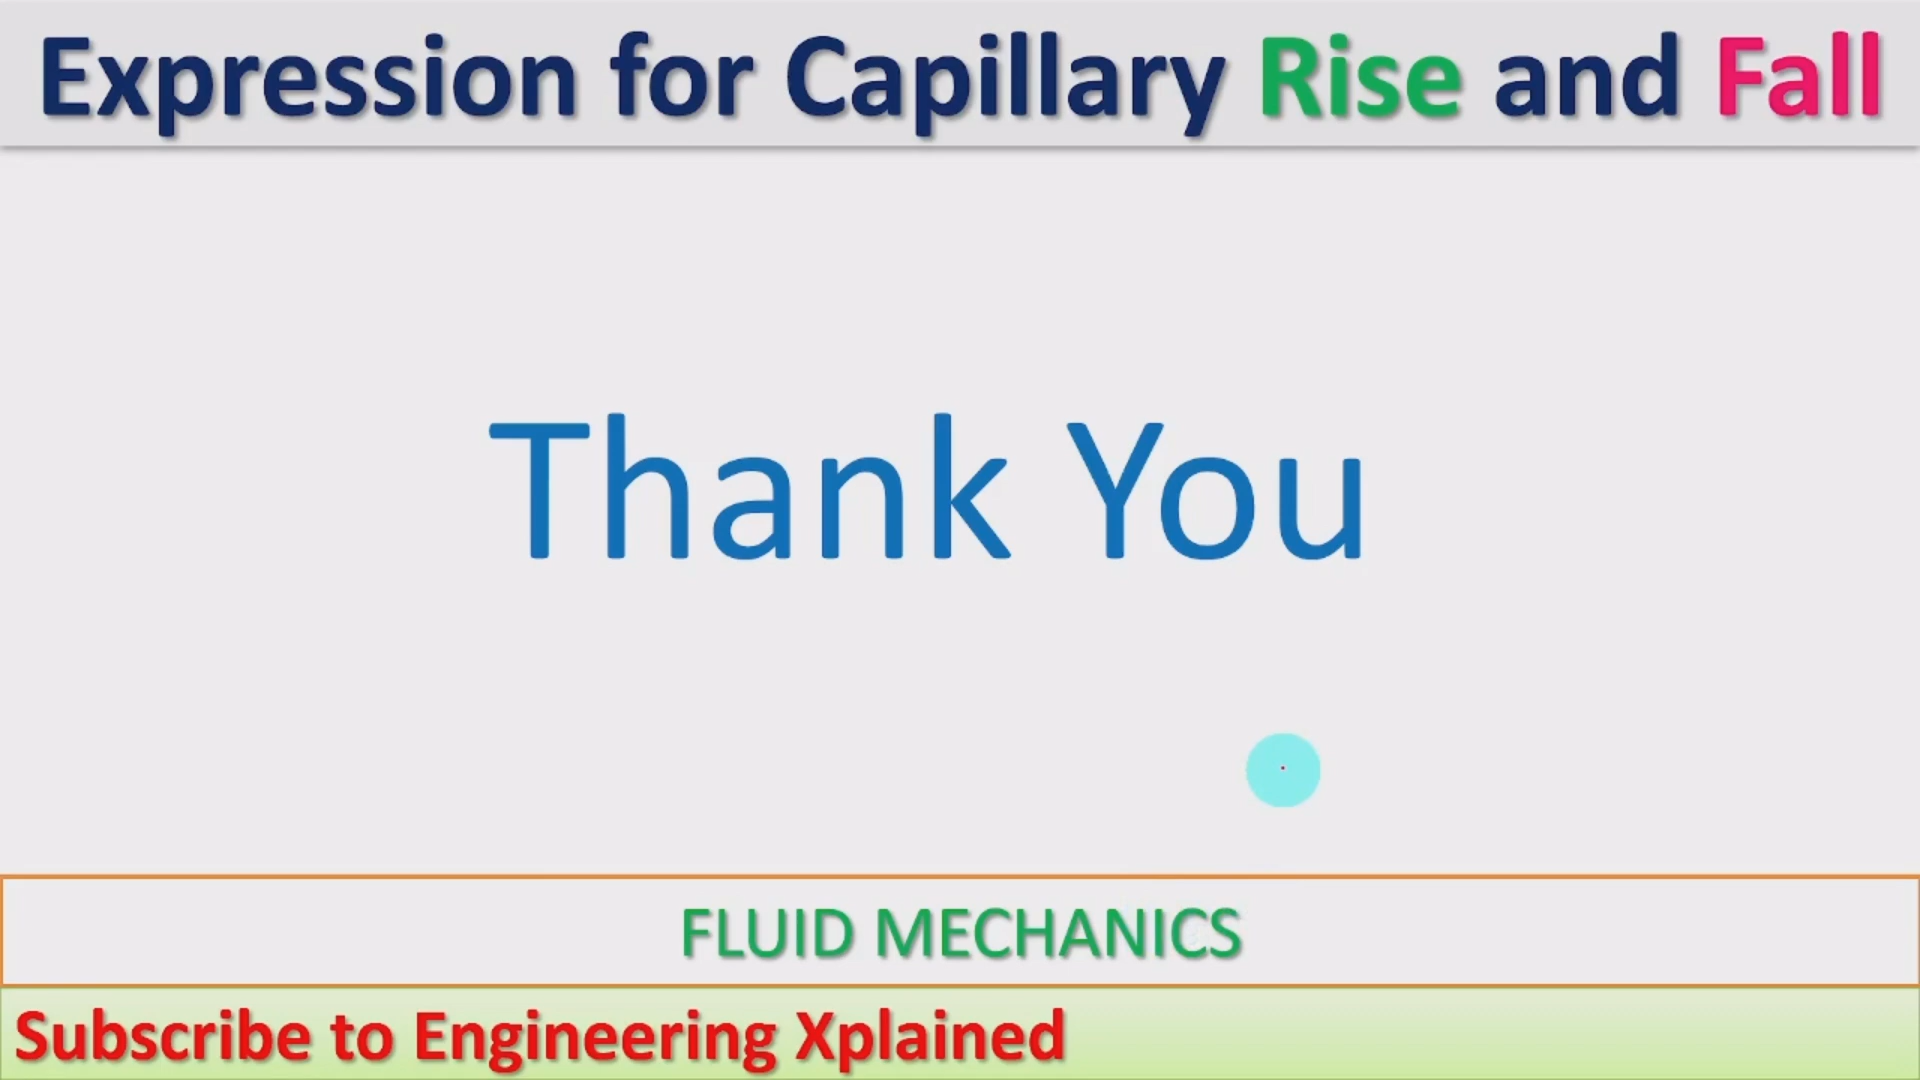 Expression for Capillary Rise and Fall
Thank You
FLUID MECHANICS
Subscribe to Engineering Xplained